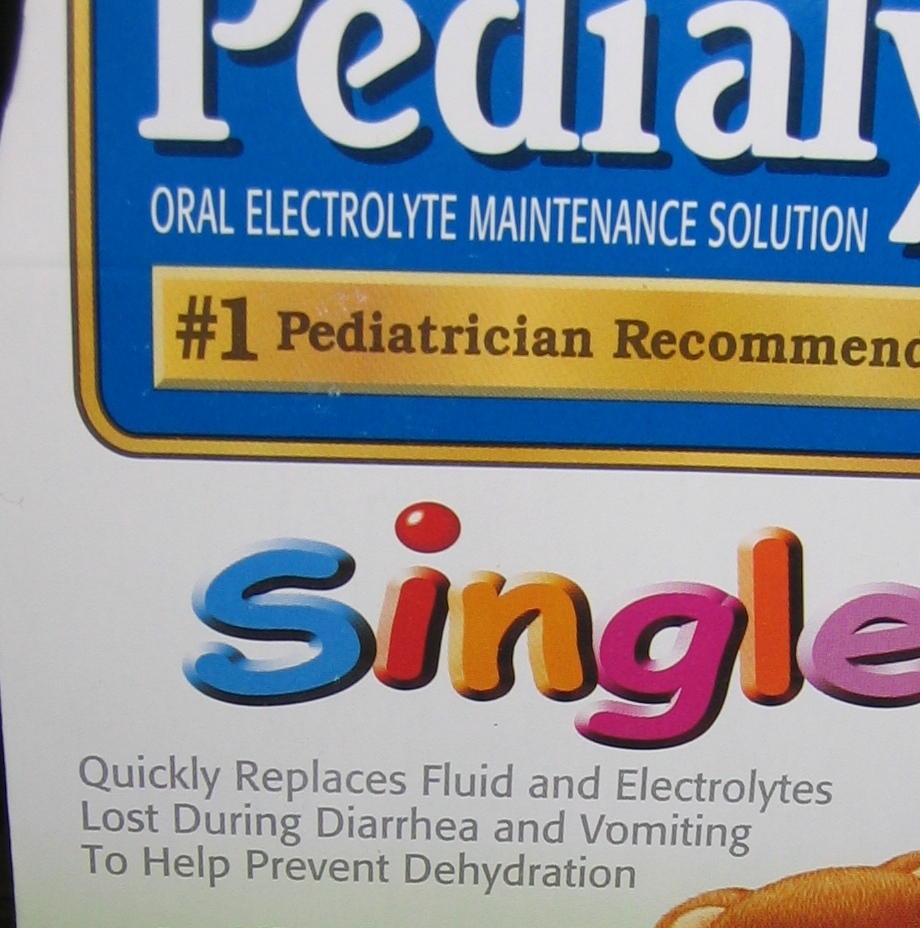 Pedialy
ORAL ELECTROLYTE MAINTENANCE SOLUTION
#1 Pediatrician Recommend
Single
Quickly Replaces Fluid and Electrolytes
Lost During Diarrhea and Vomiting
To Help Prevent Dehydration